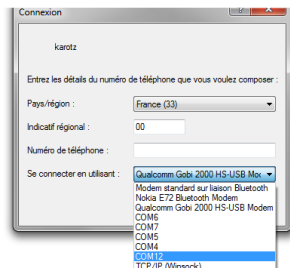 Connexion
karotz
Entrez les détails du numéro de téléphone que vous voulez composer :
Pays/région :
France (33)
Indicatif régional :
00
Numéro de téléphone :
Se connecter en utilisant :
Qualcomm Gobi 2000 HS-USB Moc
Modem standard sur liaison Bluetooth
Nokia E72 Bluetooth Modem
Qualcomm Gobi 2000 HS-USB Modem
COM6
COM7
COM5
COM4
COM12
TCP/IP (Winsock)